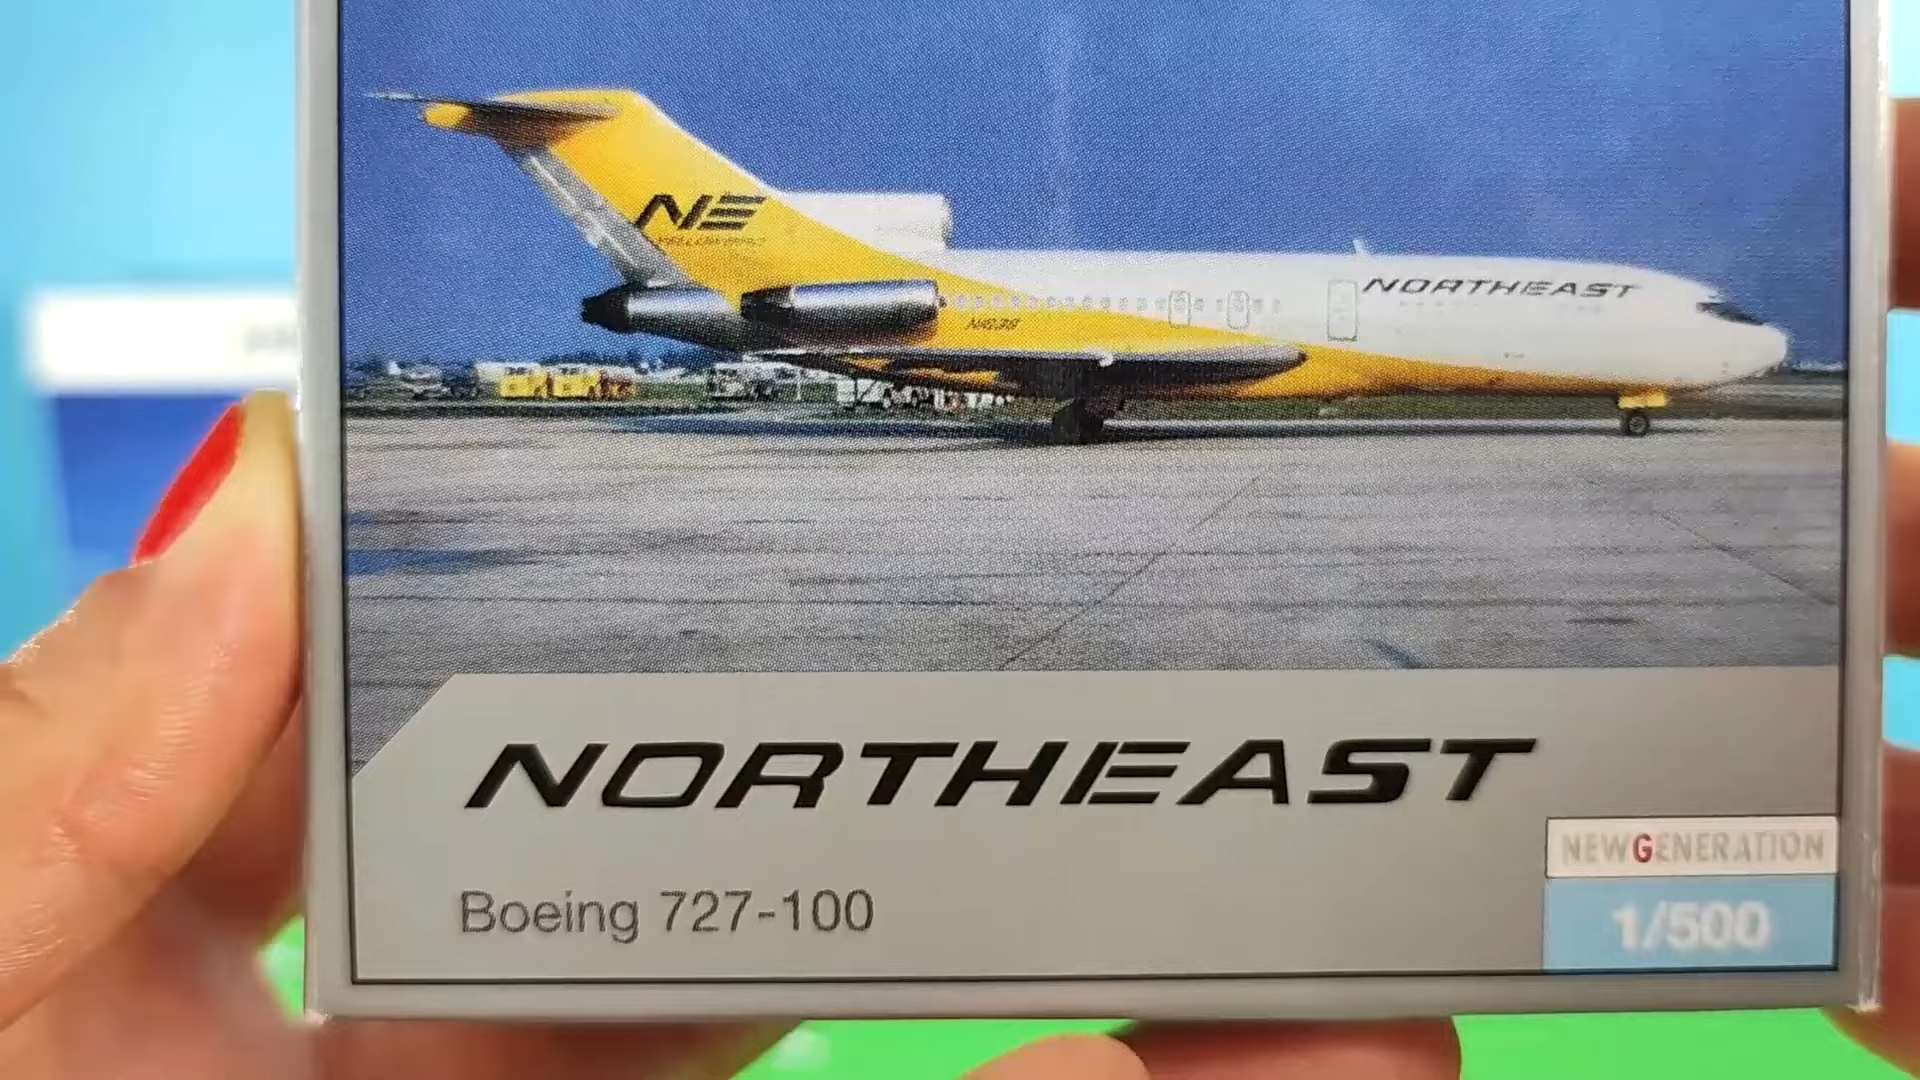 NE
NORTHEAST
NORTHEAST
Boeing 727-100
NEWGENERATION
1/500